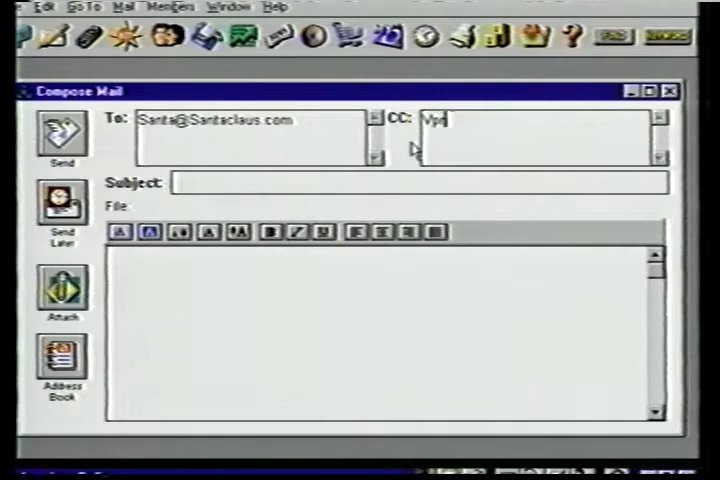 Edit Go To Mail Members Window Help
Compose Mail
To: Santa@Santaclaus.com CC: Vpr
Subject:
File:
Send
Send
Later
Attach
Address
Book